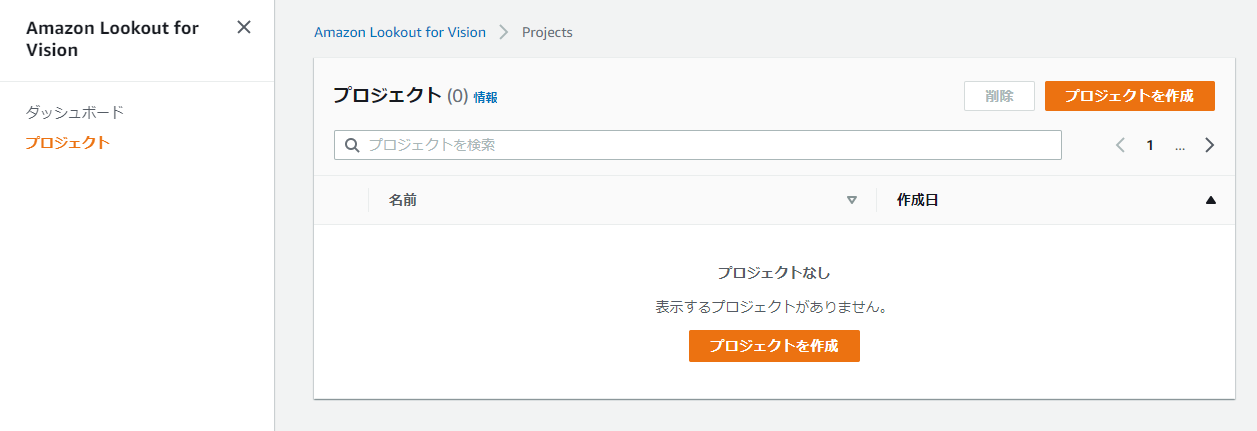 Amazon Lookout for
Vision
ダッシュボード
プロジェクト
Amazon Lookout for Vision Projects
プロジェクト (0) 情報
削除
プロジェクトを作成
プロジェクトを検索
1 ...
名前
作成日
プロジェクトなし
表示するプロジェクトがありません。
プロジェクトを作成